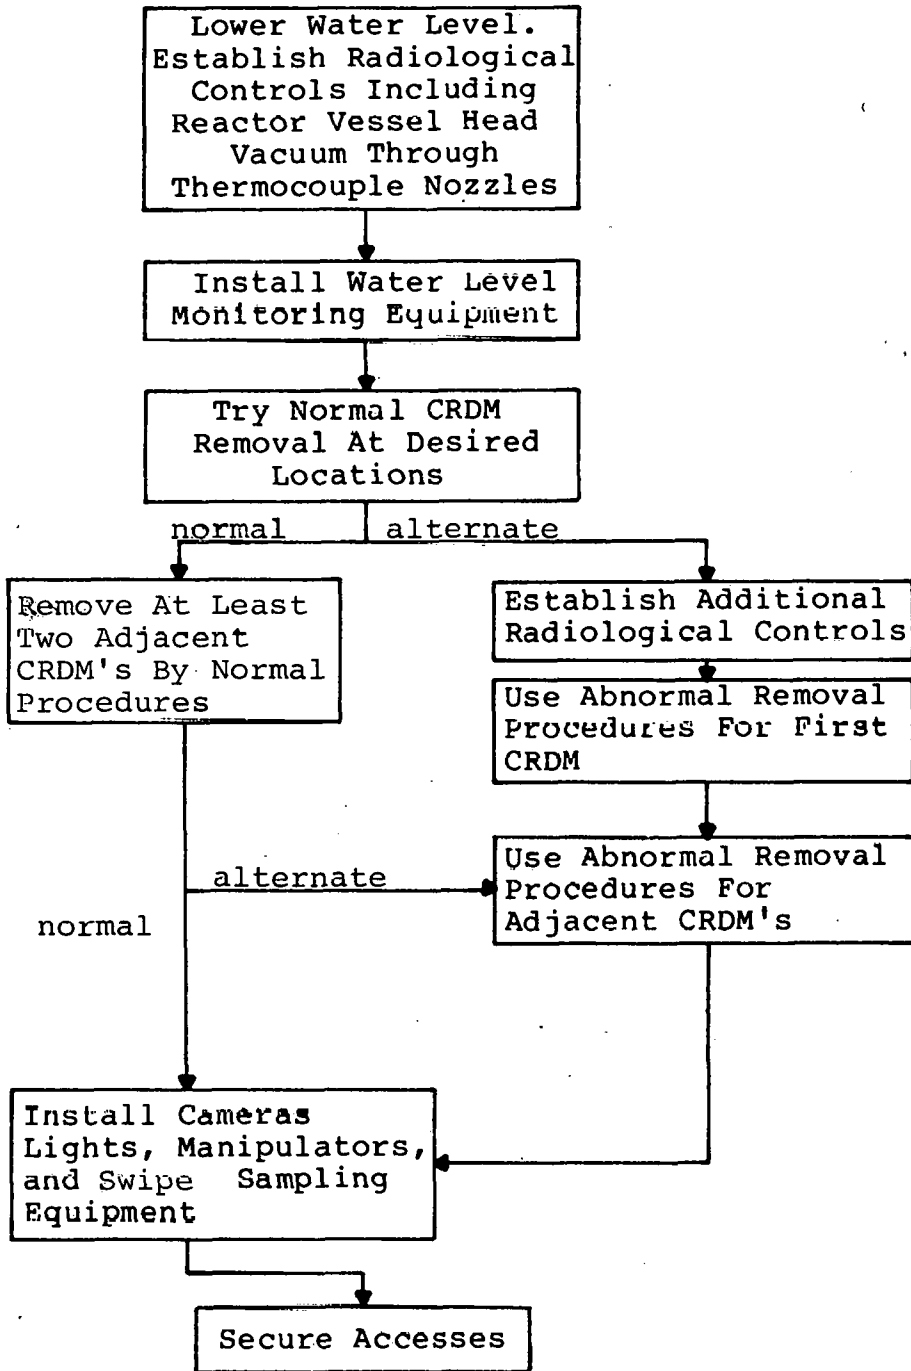 Lower Water Level.
Establish Radiological
Controls Including
Reactor Vessel Head
Vacuum Through
Thermocouple Nozzles
Install Water Level
Monitoring Equipment
Try Normal CRDM
Removal At Desired
Locations
normal alternate
Remove At Least
Two Adjacent
CRDM's By Normal
Procedures
Establish Additional
Radiological Controls
Use Abnormal Removal
Procedures For First
CRDM
Use Abnormal Removal
Procedures For
Adjacent CRDM's
alternate
normal
Install Cameras
Lights, Manipulators,
and Swipe Sampling
Equipment
Secure Accesses